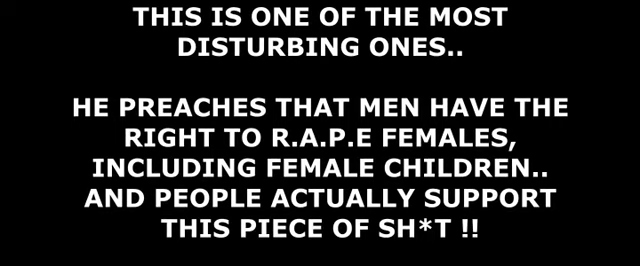 THIS IS ONE OF THE MOST
DISTURBING ONES..
HE PREACHES THAT MEN HAVE THE
RIGHT TO R.A.P.E FEMALES,
INCLUDING FEMALE CHILDREN..
AND PEOPLE ACTUALLY SUPPORT
THIS PIECE OF SH*T !!